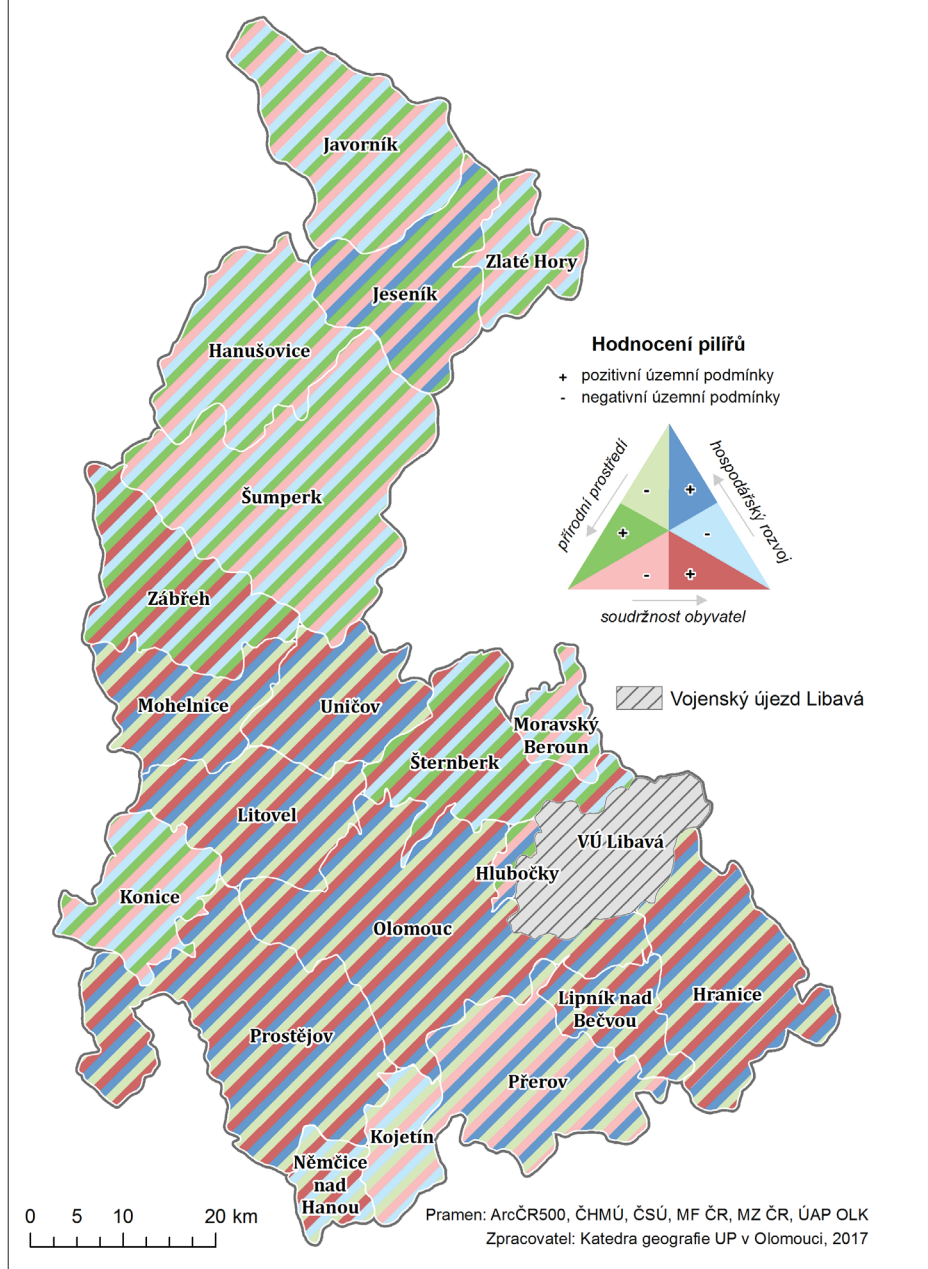 Javorník
Zlaté Hory
Jeseník
Hanušovice
Šumperk
Zábřeh
Mohelnice
Uničov
Moravský
Beroun
Šternberk
Litovel
VÚ Libavá
Hlubočky
Konice
Olomouc
Hranice
Lipník nad
Bečvou
Prostějov
Přerov
Kojetín
Němčice
nad
Hanou
Hodnocení pilířů
+ pozitivní územní podmínky
- negativní územní podmínky
přírodní prostředí
hospodářský rozvoj
- +
+ -
- +
soudržnost obyvatel
Vojenský újezd Libavá
0 5 10 20 km
Pramen: ArcČR500, ČHMÚ, ČSÚ, MF ČR, MZ ČR, ÚAP OLK
Zpracovatel: Katedra geografie UP v Olomouci, 2017